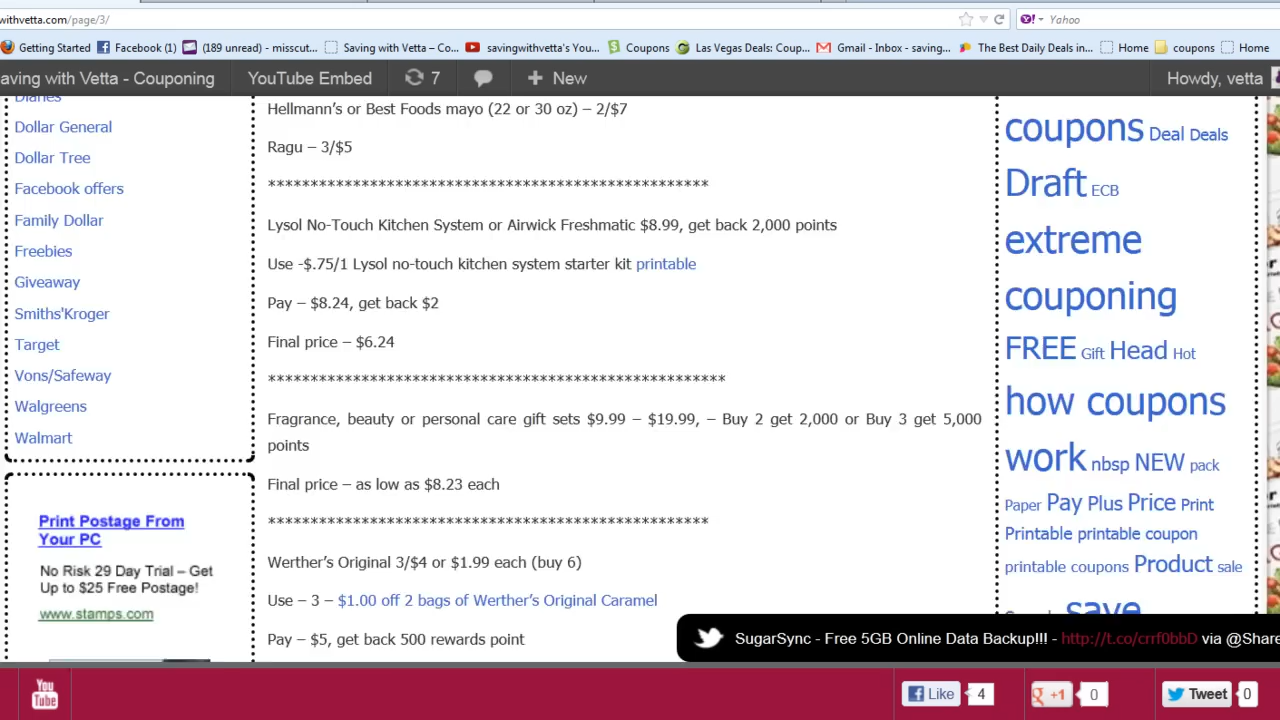 withvetta.com/page/3/
Yahoo
Getting Started
Facebook (1)
(189 unread) - misscut...
Saving with Vetta – Co...
savingwithvetta's You...
Coupons
Las Vegas Deals: Coup...
Gmail - Inbox - saving...
The Best Daily Deals in...
Home
coupons
Home
aving with Vetta - Couponing
YouTube Embed
7
New
Howdy, vetta
Diaries
Dollar General
Dollar Tree
Facebook offers
Family Dollar
Freebies
Giveaway
Smiths'Kroger
Target
Vons/Safeway
Walgreens
Walmart
Print Postage From
Your PC
No Risk 29 Day Trial – Get
Up to $25 Free Postage!
www.stamps.com
Hellmann's or Best Foods mayo (22 or 30 oz) – 2/$7
Ragu – 3/$5
****************************************************
Lysol No-Touch Kitchen System or Airwick Freshmatic $8.99, get back 2,000 points
Use -$.75/1 Lysol no-touch kitchen system starter kit printable
Pay – $8.24, get back $2
Final price – $6.24
******************************************************
Fragrance, beauty or personal care gift sets $9.99 – $19.99, – Buy 2 get 2,000 or Buy 3 get 5,000
points
Final price – as low as $8.23 each
****************************************************
Werther's Original 3/$4 or $1.99 each (buy 6)
Use – 3 – $1.00 off 2 bags of Werther's Original Caramel
Pay – $5, get back 500 rewards point
coupons Deal Deals
Draft ECB
extreme
couponing
FREE Gift Head Hot
how coupons
work nbsp NEW pack
Paper Pay Plus Price Print
Printable printable coupon
printable coupons Product sale
save
SugarSync - Free 5GB Online Data Backup!!! - http://t.co/crrf0bbD via @Share
You
Tube
Like 4
+1 0
Tweet 0